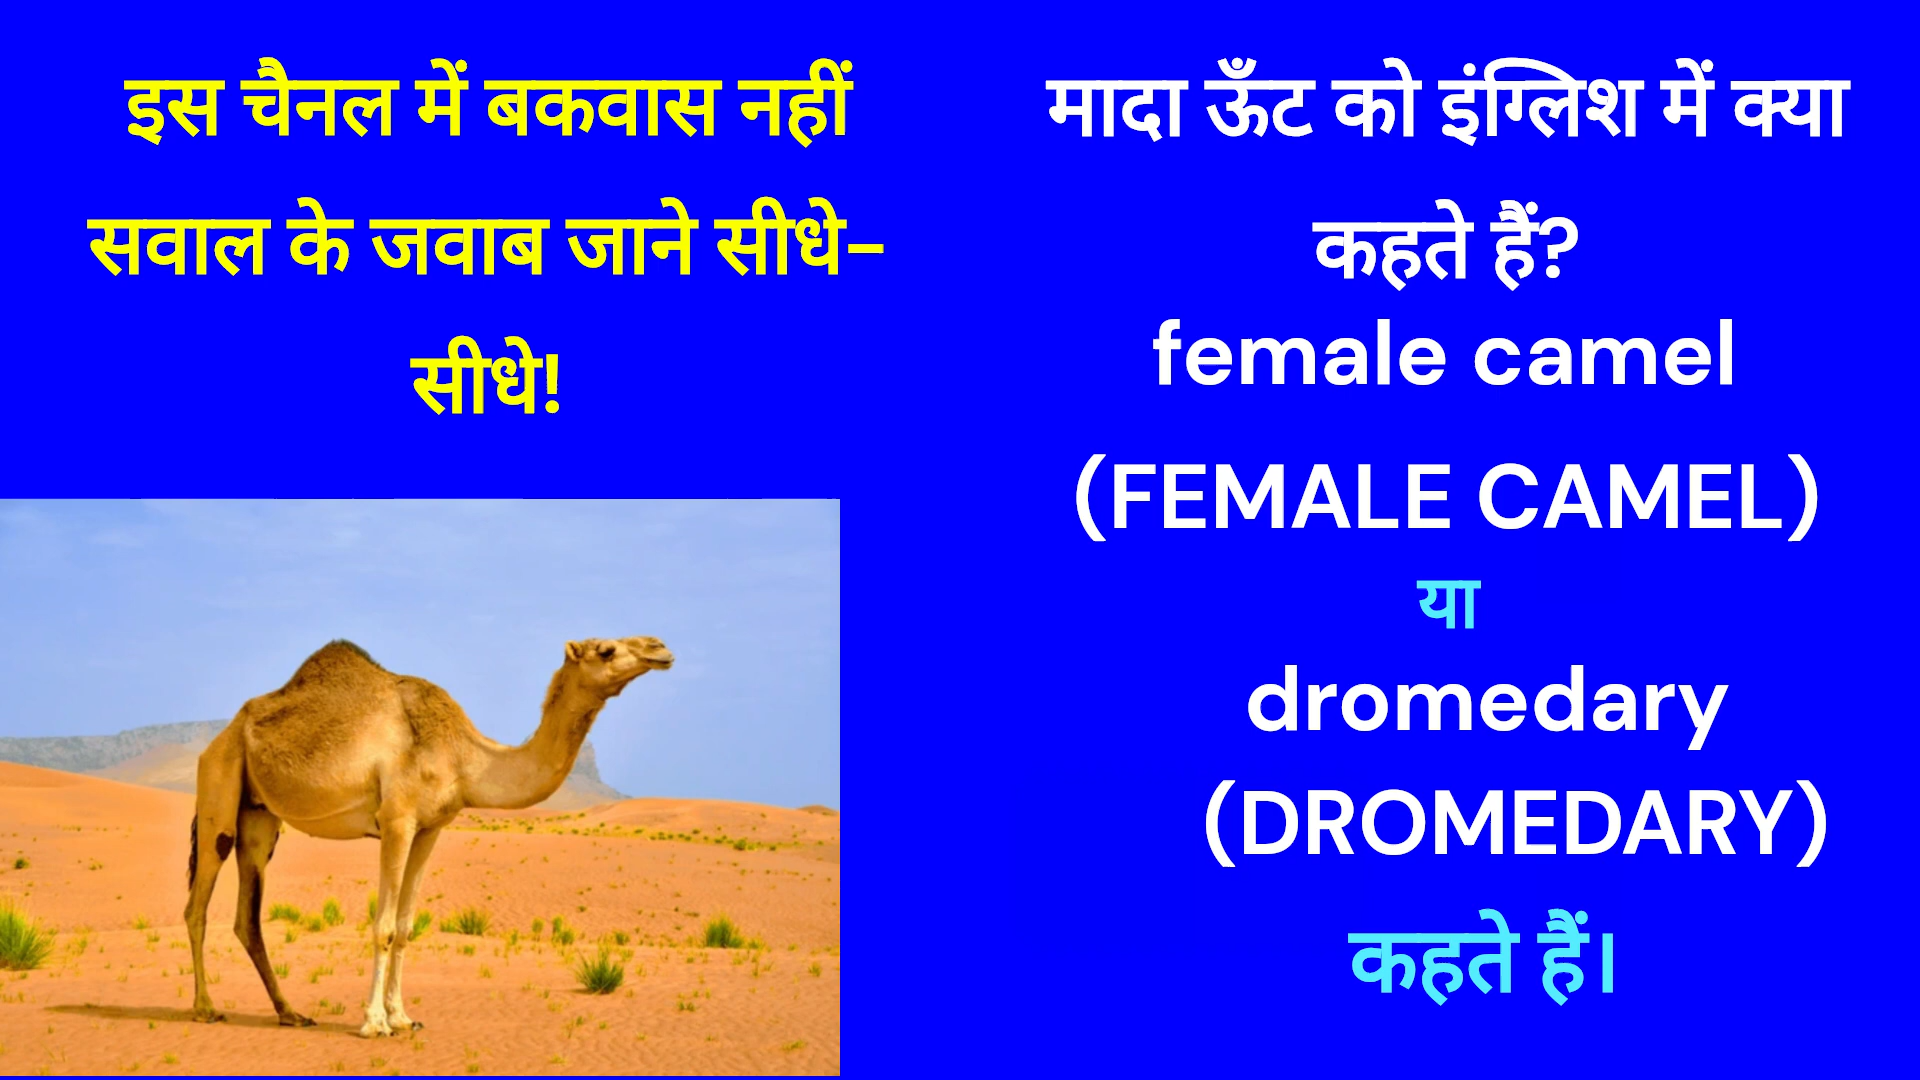 इस चैनल में बकवास नहीं
सवाल के जवाब जाने सीधे-
सीधे!
मादा ऊँट को इंग्लिश में क्या
कहते हैं?
female camel
(FEMALE CAMEL)
या
dromedary
(DROMEDARY)
कहते हैं।